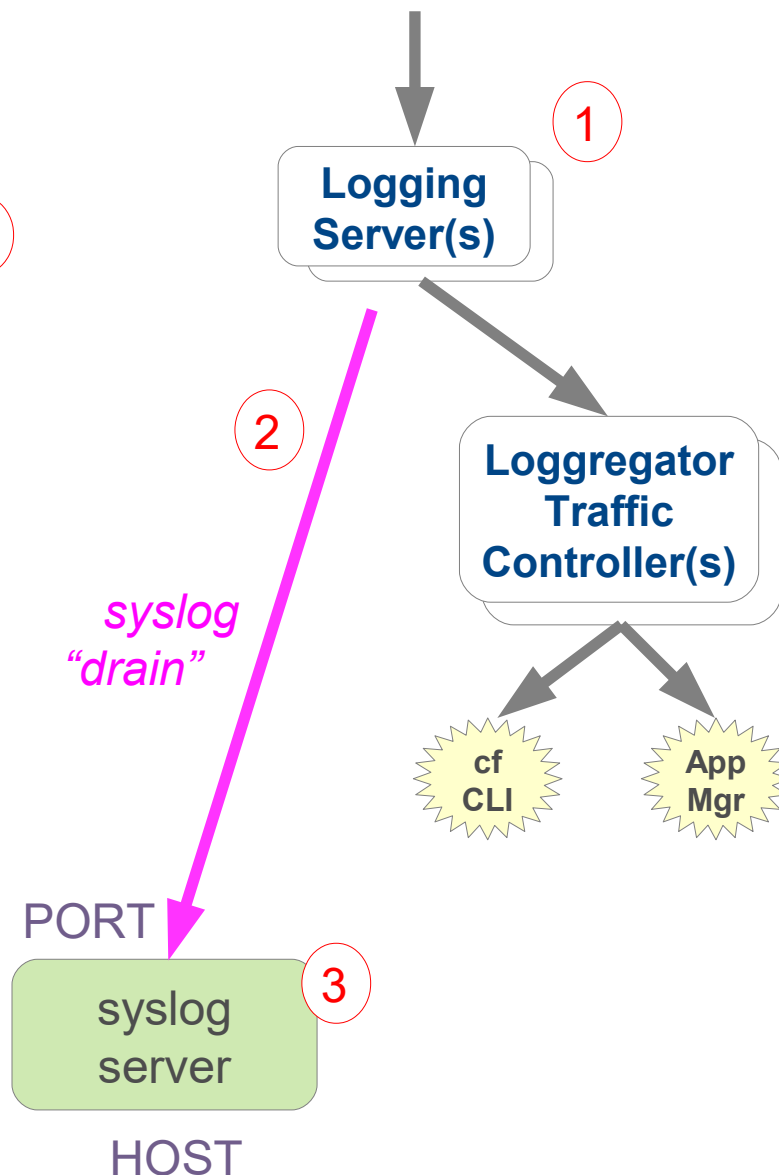 1
Logging
Server(s)
2
Loggregator
Traffic
Controller(s)
syslog
“drain”
cf
CLI
App
Mgr
PORT
3
syslog
server
HOST